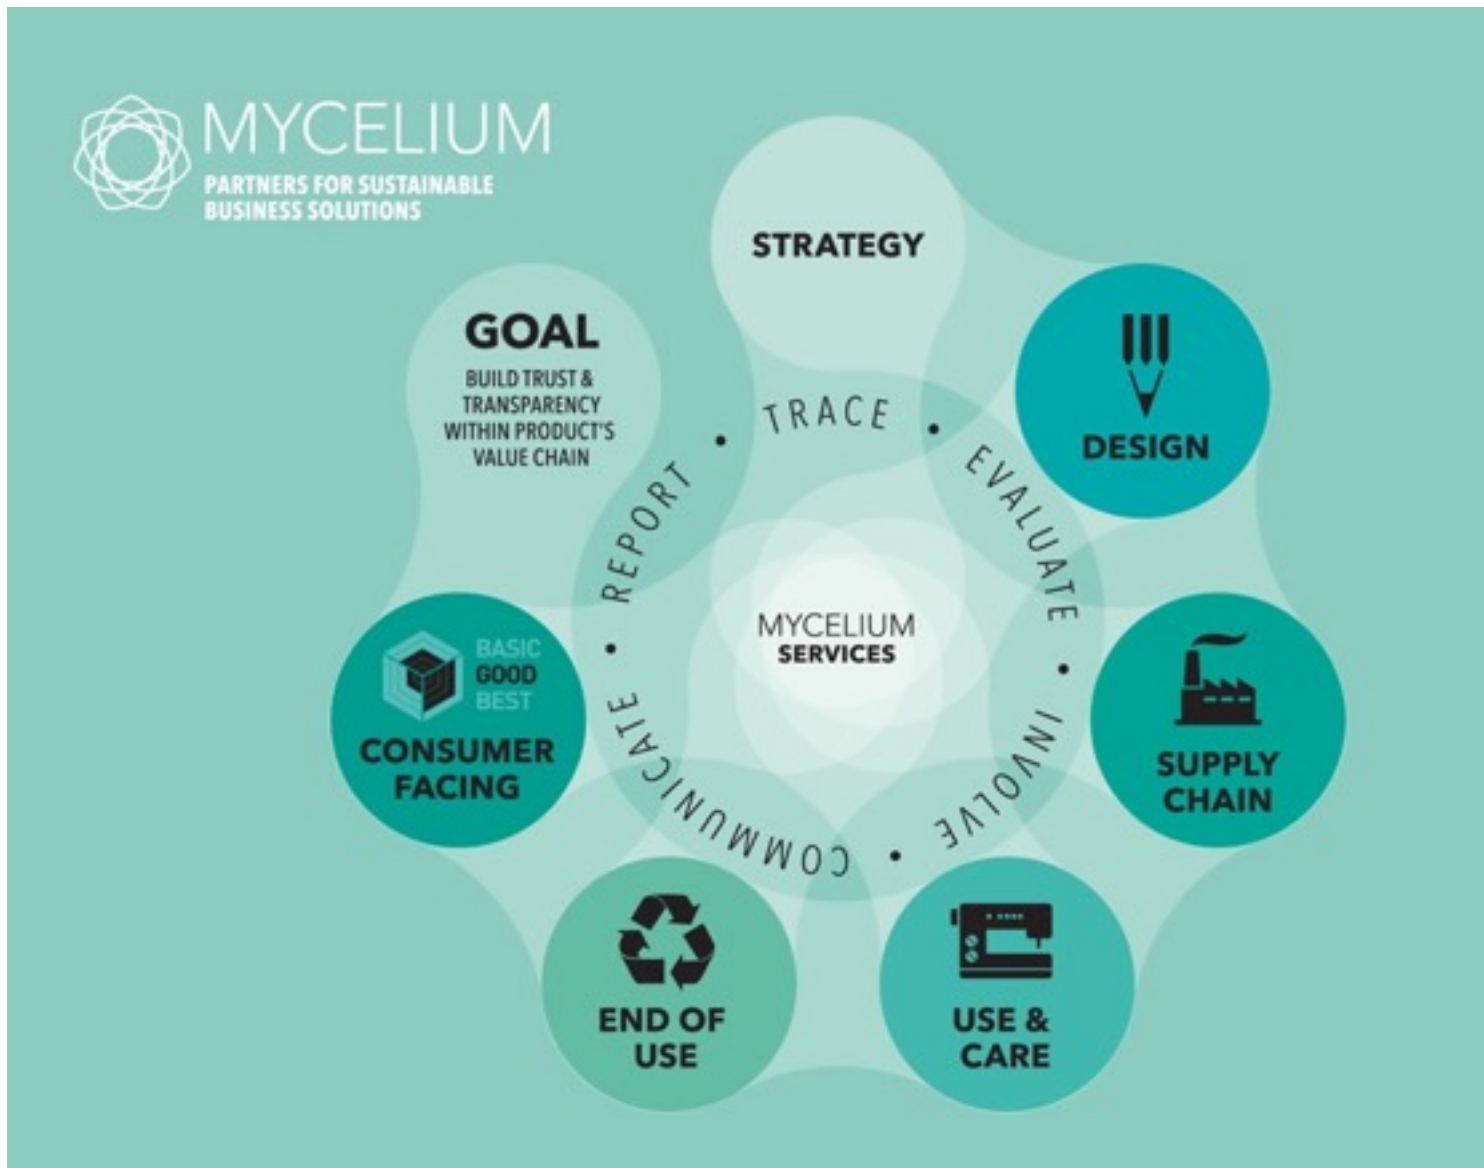 MYCELIUM
PARTNERS FOR SUSTAINABLE
BUSINESS SOLUTIONS
STRATEGY
GOAL
BUILD TRUST &
TRANSPARENCY
WITHIN PRODUCT'S
VALUE CHAIN
DESIGN
TRACE • EVALUATE • INVOLVE • COMMUNICATE • REPORT •
MYCELIUM
SERVICES
BASIC
GOOD
BEST
CONSUMER
FACING
SUPPLY
CHAIN
END OF
USE
USE &
CARE